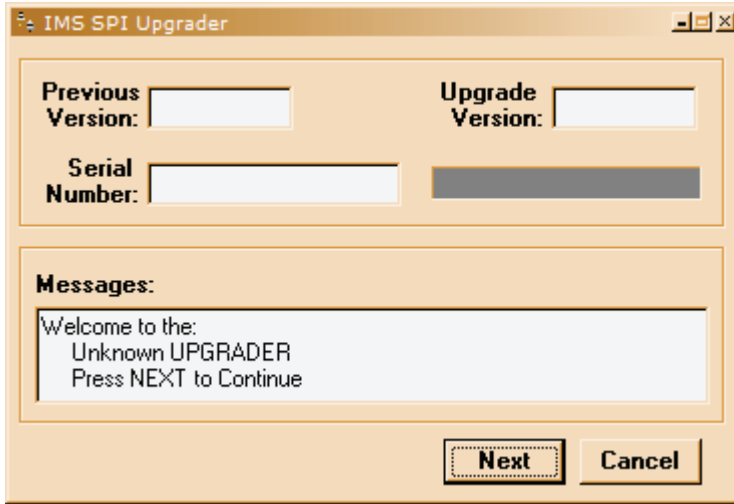 IMS SPI Upgrader
Previous
Version:
Upgrade
Version:
Serial
Number:
Messages:
Welcome to the:
Unknown UPGRADER
Press NEXT to Continue
Next
Cancel